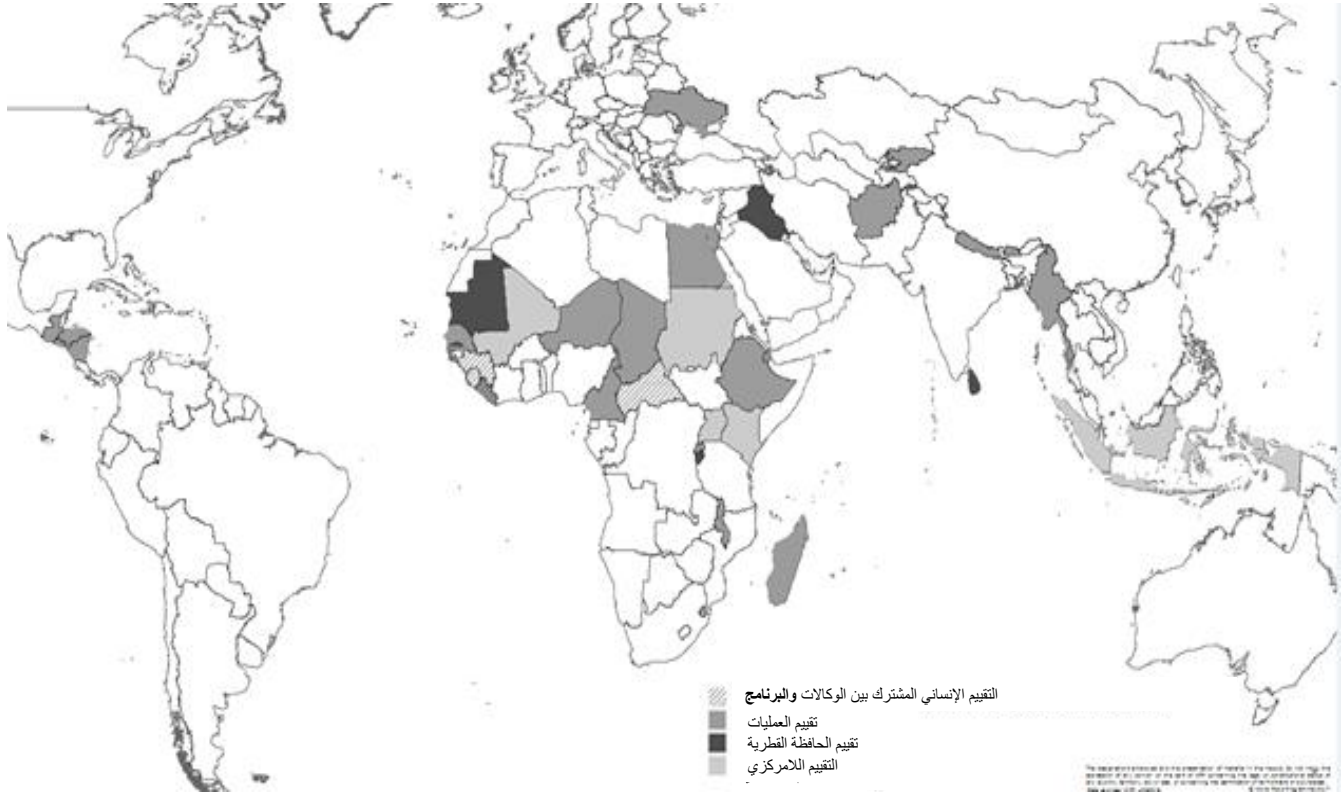 التقييم الإنساني المشترك بين الوكالات والبرنامج
تقييم العمليات
تقييم الحافظة القطرية
التقييم اللامركزي